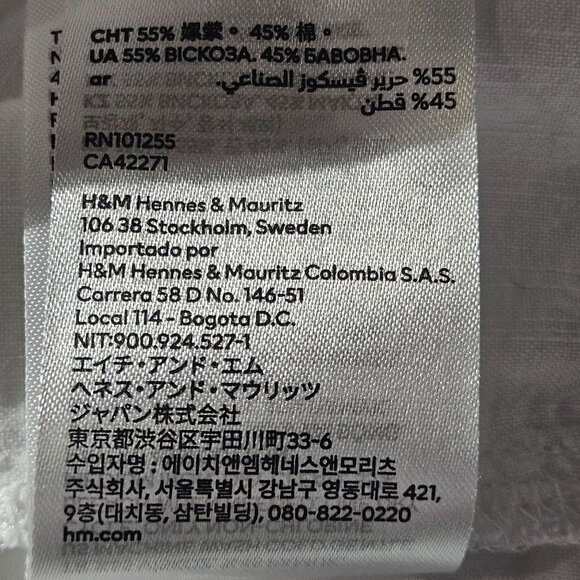 CHT 55% 嫘縈。 45% 棉。
UA 55% ВІСКОЗА. 45% БАВОВНА.
ar 55% حرير ڤيسكوز الصناعي.
45% قطن
RN101255
CA42271
H&M Hennes & Mauritz
106 38 Stockholm, Sweden
Importado por
H&M Hennes & Mauritz Colombia S.A.S.
Carrera 58 D No. 146-51
Local 114 - Bogota D.C.
NIT:900.924.527-1
エイチ・アンド・エム
ヘネス・アンド・マウリッツ
ジャパン株式会社
東京都渋谷区宇田川町33-6
수입자명 : 에이치앤엠헤네스앤모리츠
주식회사, 서울특별시 강남구 영동대로 421,
9층(대치동, 삼탄빌딩), 080-822-0220
hm.com